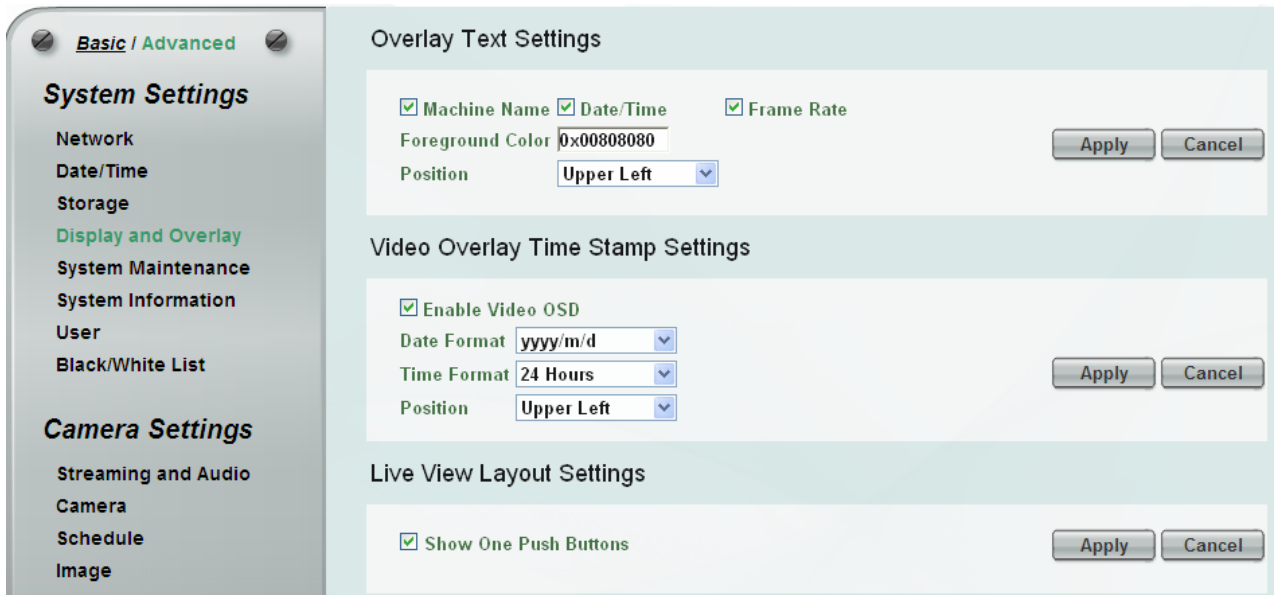 Basic / Advanced
System Settings
Network
Date/Time
Storage
Display and Overlay
System Maintenance
System Information
User
Black/White List
Camera Settings
Streaming and Audio
Camera
Schedule
Image
Overlay Text Settings
Machine Name Date/Time Frame Rate
Foreground Color 0x00808080
Position Upper Left
Apply Cancel
Video Overlay Time Stamp Settings
Enable Video OSD
Date Format yyyy/m/d
Time Format 24 Hours
Position Upper Left
Apply Cancel
Live View Layout Settings
Show One Push Buttons
Apply Cancel